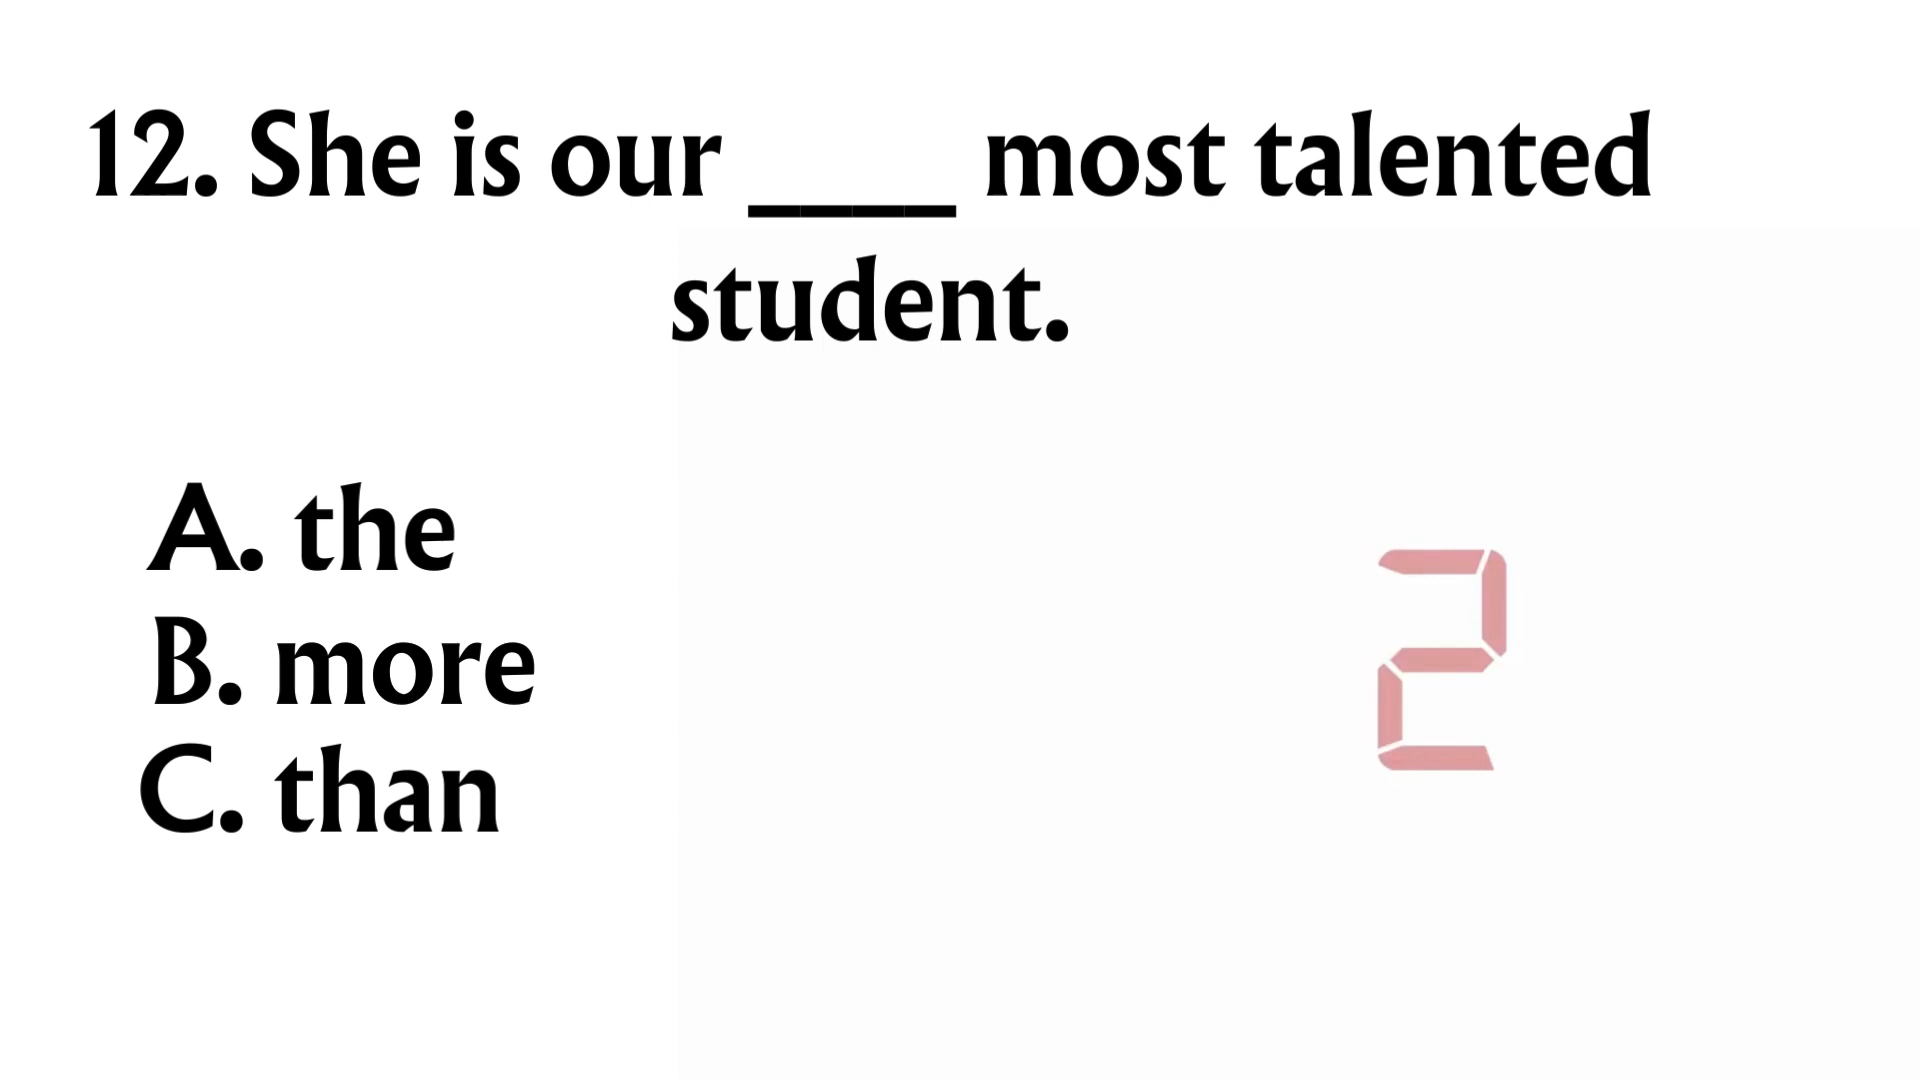 12. She is our ____ most talented
student.
A. the
B. more
2
C. than